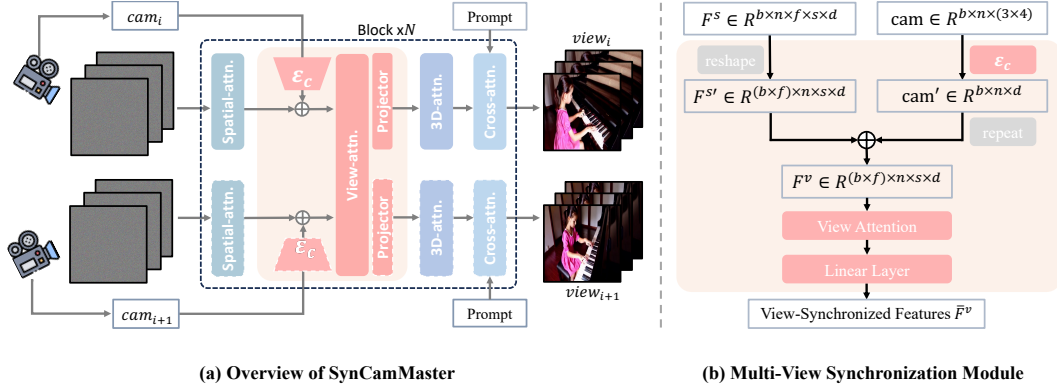 cam_i
Block xN
Prompt
view_i
Spatial-attn.
ε_c
View-attn.
Projector
3D-attn.
Cross-attn.
Spatial-attn.
ε_c
Projector
3D-attn.
Cross-attn.
view_{i+1}
cam_{i+1}
Prompt
(a) Overview of SynCamMaster
F^s ∈ R^{b×n×f×s×d}
cam ∈ R^{b×n×(3×4)}
reshape
ε_c
F^{s′} ∈ R^{(b×f)×n×s×d}
cam′ ∈ R^{b×n×d}
repeat
F^v ∈ R^{(b×f)×n×s×d}
View Attention
Linear Layer
View-Synchronized Features F̄^v
(b) Multi-View Synchronization Module